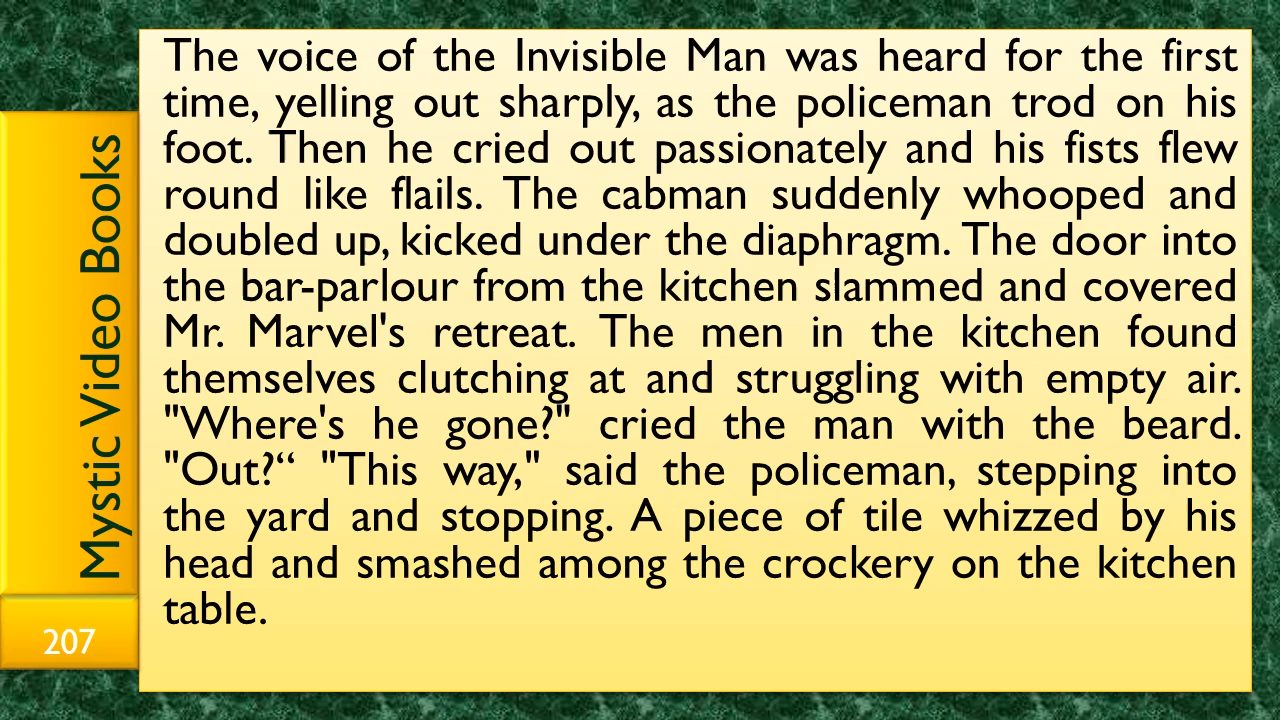 The voice of the Invisible Man was heard for the first
time, yelling out sharply, as the policeman trod on his
foot. Then he cried out passionately and his fists flew
round like flails. The cabman suddenly whooped and
doubled up, kicked under the diaphragm. The door into
the bar-parlour from the kitchen slammed and covered
Mr. Marvel's retreat. The men in the kitchen found
themselves clutching at and struggling with empty air.
"Where's he gone?" cried the man with the beard.
"Out?“ "This way," said the policeman, stepping into
the yard and stopping. A piece of tile whizzed by his
head and smashed among the crockery on the kitchen
table.
Mystic Video Books
207